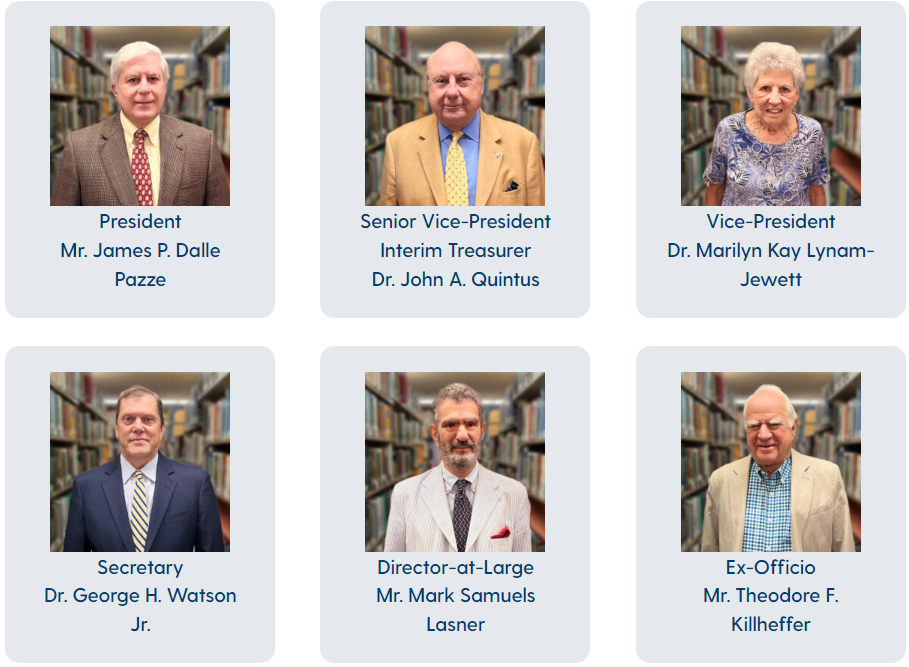 President
Mr. James P. Dalle
Pazze
Senior Vice-President
Interim Treasurer
Dr. John A. Quintus
Vice-President
Dr. Marilyn Kay Lynam-
Jewett
Secretary
Dr. George H. Watson
Jr.
Director-at-Large
Mr. Mark Samuels
Lasner
Ex-Officio
Mr. Theodore F.
Killheffer